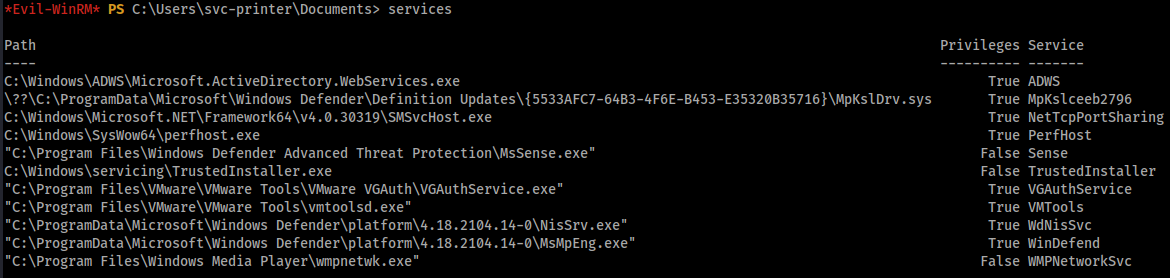 *Evil-WinRM* PS C:\Users\svc-printer\Documents> services
Path Privileges Service
---- ---------- -------
C:\Windows\ADWS\Microsoft.ActiveDirectory.WebServices.exe True ADWS
\??\C:\ProgramData\Microsoft\Windows Defender\Definition Updates\{5533AFC7-64B3-4F6E-B453-E35320B35716}\MpKslDrv.sys True MpKslceeb2796
C:\Windows\Microsoft.NET\Framework64\v4.0.30319\SMSvcHost.exe True NetTcpPortSharing
C:\Windows\SysWow64\perfhost.exe True PerfHost
"C:\Program Files\Windows Defender Advanced Threat Protection\MsSense.exe" False Sense
C:\Windows\servicing\TrustedInstaller.exe False TrustedInstaller
"C:\Program Files\VMware\VMware Tools\VMware VGAuth\VGAuthService.exe" True VGAuthService
"C:\Program Files\VMware\VMware Tools\vmtoolsd.exe" True VMTools
"C:\ProgramData\Microsoft\Windows Defender\platform\4.18.2104.14-0\NisSrv.exe" True WdNisSvc
"C:\ProgramData\Microsoft\Windows Defender\platform\4.18.2104.14-0\MsMpEng.exe" True WinDefend
"C:\Program Files\Windows Media Player\wmpnetwk.exe" False WMPNetworkSvc